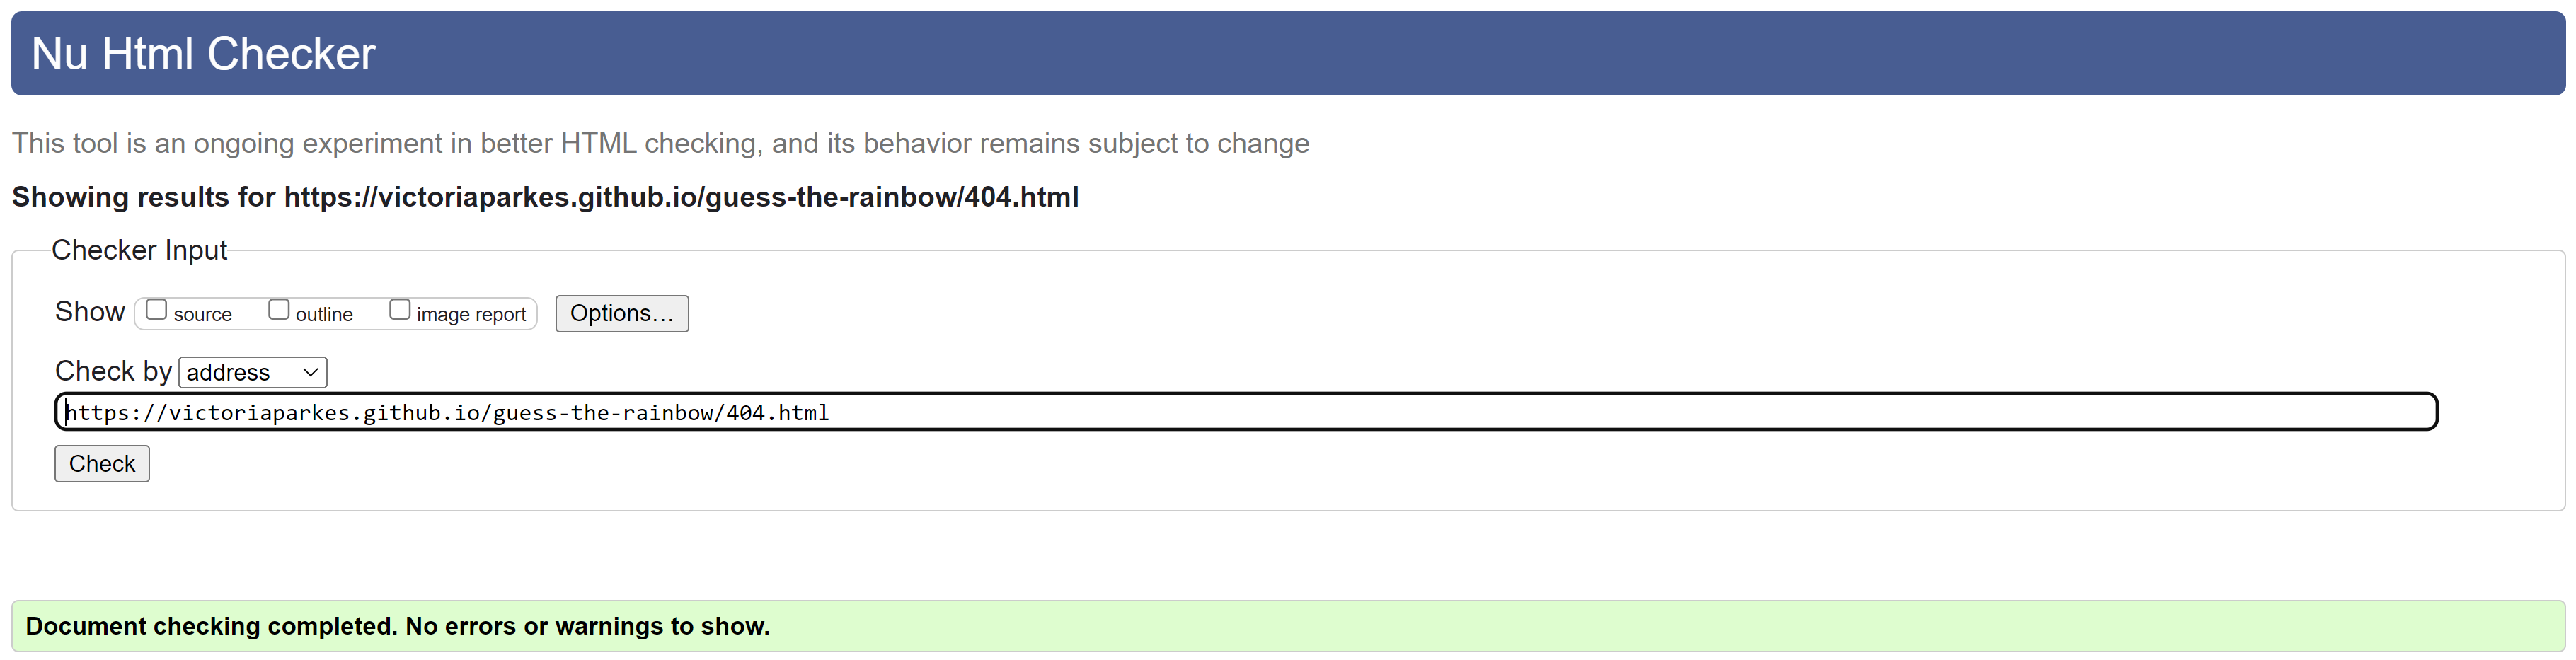 Nu Html Checker
This tool is an ongoing experiment in better HTML checking, and its behavior remains subject to change
Showing results for https://victoriaparkes.github.io/guess-the-rainbow/404.html
Checker Input
Show source outline image report Options...
Check by address
https://victoriaparkes.github.io/guess-the-rainbow/404.html
Check
Document checking completed. No errors or warnings to show.